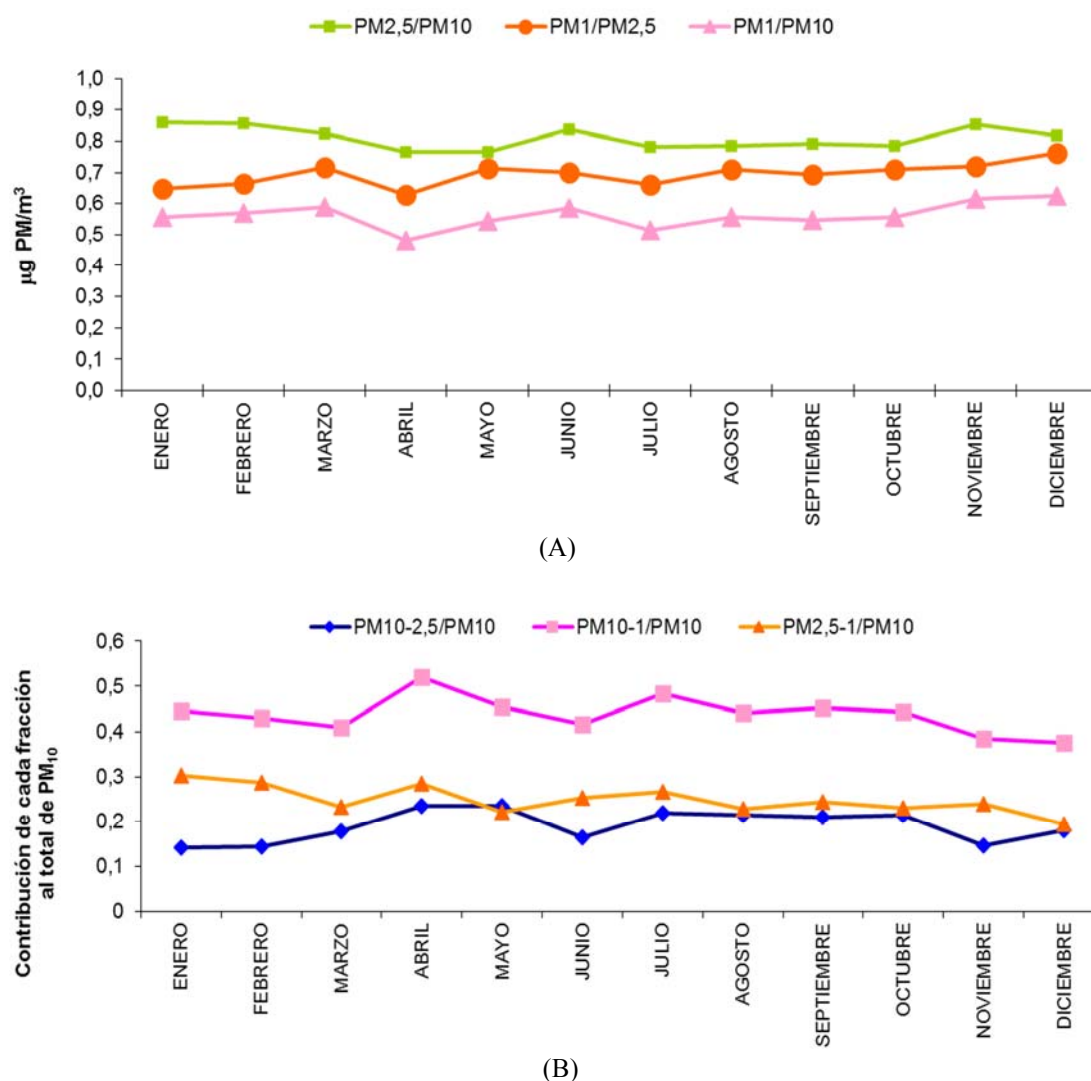 PM2,5/PM10 PM1/PM2,5 PM1/PM10
1,0
0,9
0,8
0,7
0,6
0,5
0,4
0,3
0,2
0,1
0,0
µg PM/m³
ENERO
FEBRERO
MARZO
ABRIL
MAYO
JUNIO
JULIO
AGOSTO
SEPTIEMBRE
OCTUBRE
NOVIEMBRE
DICIEMBRE
(A)
PM10-2,5/PM10 PM10-1/PM10 PM2,5-1/PM10
0,6
0,5
0,4
0,3
0,2
0,1
0
Contribución de cada fracción
al total de PM₁₀
ENERO
FEBRERO
MARZO
ABRIL
MAYO
JUNIO
JULIO
AGOSTO
SEPTIEMBRE
OCTUBRE
NOVIEMBRE
DICIEMBRE
(B)